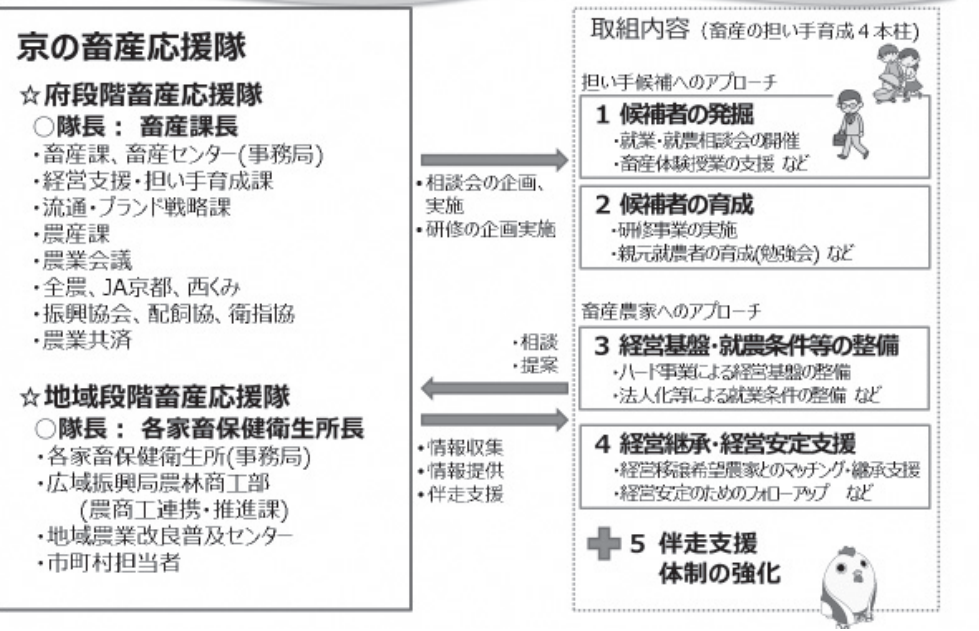 京の畜産応援隊
☆府段階畜産応援隊
○隊長： 畜産課長
・畜産課、畜産センター(事務局)
・経営支援・担い手育成課
・流通・ブランド戦略課
・農産課
・農業会議
・全農、JA京都、西くみ
・振興協会、配飼協、衛指協
・農業共済
☆地域段階畜産応援隊
○隊長： 各家畜保健衛生所長
・各家畜保健衛生所(事務局)
・広域振興局農林商工部
(農商工連携・推進課)
・地域農業改良普及センター
・市町村担当者
・相談会の企画、
実施
・研修の企画実施
・相談
・提案
・情報収集
・情報提供
・伴走支援
取組内容（畜産の担い手育成４本柱）
担い手候補へのアプローチ
1 候補者の発掘
・就業・就農相談会の開催
・畜産体験授業の支援 など
2 候補者の育成
・研修事業の実施
・親元就農者の育成(勉強会) など
畜産農家へのアプローチ
3 経営基盤・就農条件等の整備
・ハード事業による経営基盤の整備
・法人化等による就業条件の整備 など
4 経営継承・経営安定支援
・経営移譲希望農家とのマッチング・継承支援
・経営安定のためのフォローアップ など
5 伴走支援
体制の強化